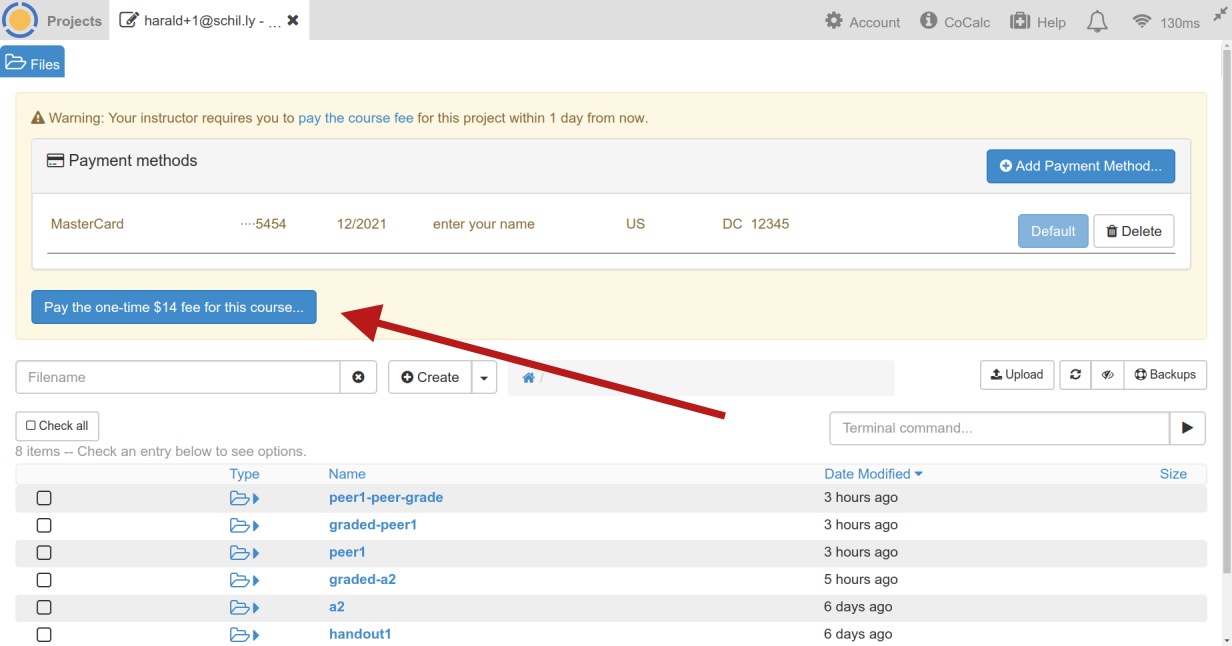 Projects harald+1@schil.ly - ... Account CoCalc Help 130ms
Files
Warning: Your instructor requires you to pay the course fee for this project within 1 day from now.
Payment methods Add Payment Method...
MasterCard ····5454 12/2021 enter your name US DC 12345 Default Delete
Pay the one-time $14 fee for this course...
Filename Create / Upload Backups
Check all Terminal command...
8 items -- Check an entry below to see options.
Type Name Date Modified Size
peer1-peer-grade 3 hours ago
graded-peer1 3 hours ago
peer1 3 hours ago
graded-a2 5 hours ago
a2 6 days ago
handout1 6 days ago